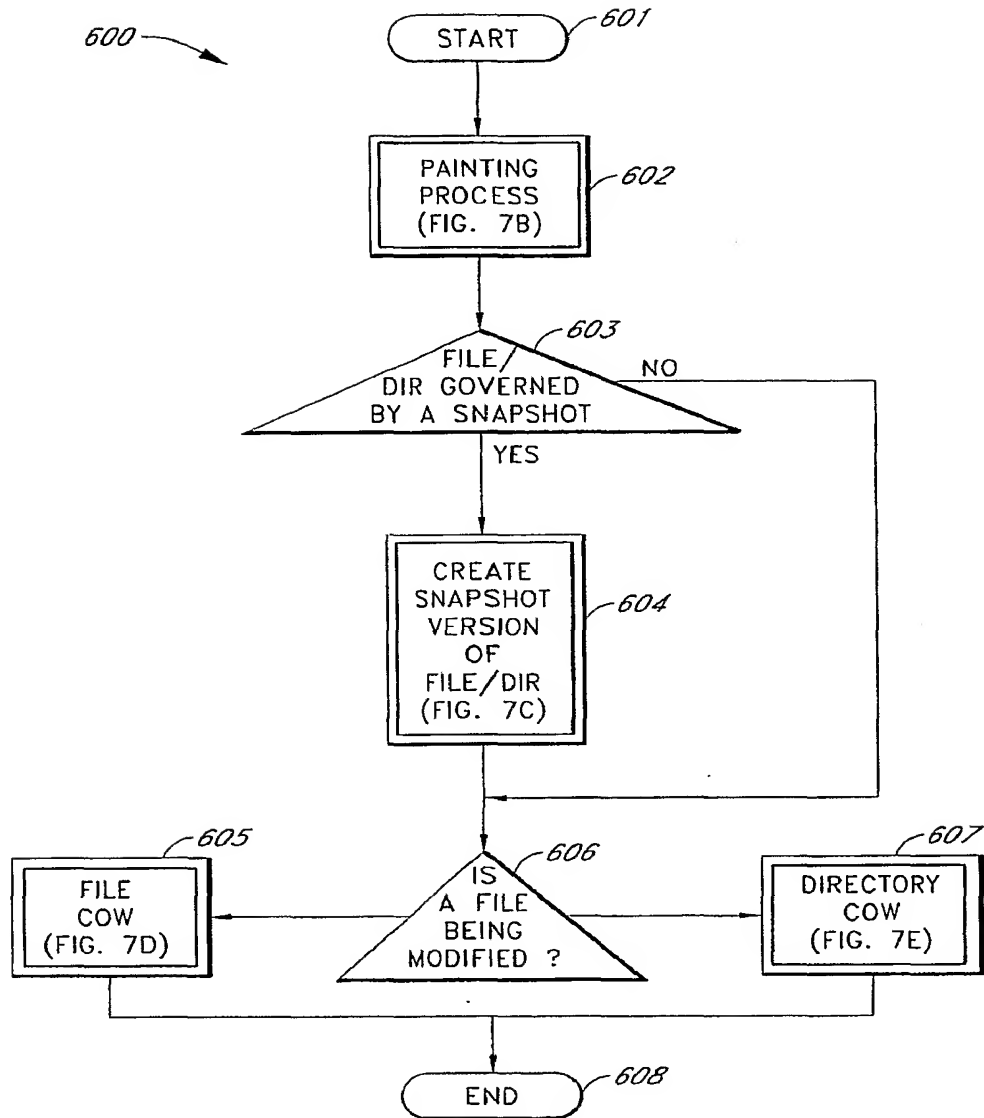 600
START
601
PAINTING
PROCESS
(FIG. 7B)
602
603
FILE/
DIR GOVERNED
BY A SNAPSHOT
NO
YES
CREATE
SNAPSHOT
VERSION
OF
FILE/DIR
(FIG. 7C)
604
605
FILE
COW
(FIG. 7D)
606
IS
A FILE
BEING
MODIFIED ?
607
DIRECTORY
COW
(FIG. 7E)
END
608